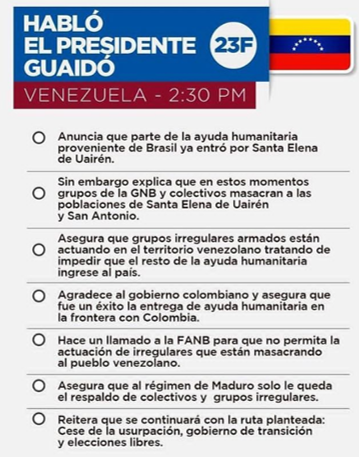 HABLÓ
EL PRESIDENTE
GUAIDÓ
23F
VENEZUELA - 2:30 PM
Anuncia que parte de la ayuda humanitaria
proveniente de Brasil ya entró por Santa Elena
de Uairén.
Sin embargo explica que en estos momentos
grupos de la GNB y colectivos masacran a las
poblaciones de Santa Elena de Uairén
y San Antonio.
Asegura que grupos irregulares armados están
actuando en el territorio venezolano tratando de
impedir que el resto de la ayuda humanitaria
ingrese al país.
Agradece al gobierno colombiano y asegura que
fue un éxito la entrega de ayuda humanitaria en
la frontera con Colombia.
Hace un llamado a la FANB para que no permita la
actuación de irregulares que están masacrando
al pueblo venezolano.
Asegura que al régimen de Maduro solo le queda
el respaldo de colectivos y grupos irregulares.
Reitera que se continuará con la ruta planteada:
Cese de la usurpación, gobierno de transición
y elecciones libres.